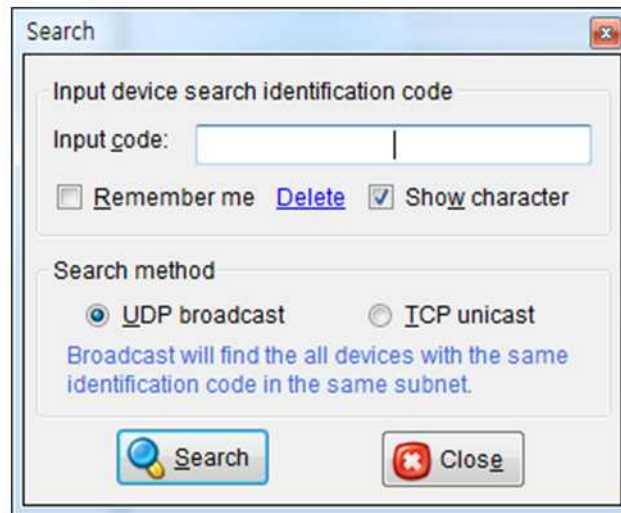 Search
Input device search identification code
Input code:
Remember me Delete Show character
Search method
UDP broadcast TCP unicast
Broadcast will find the all devices with the same
identification code in the same subnet.
Search Close